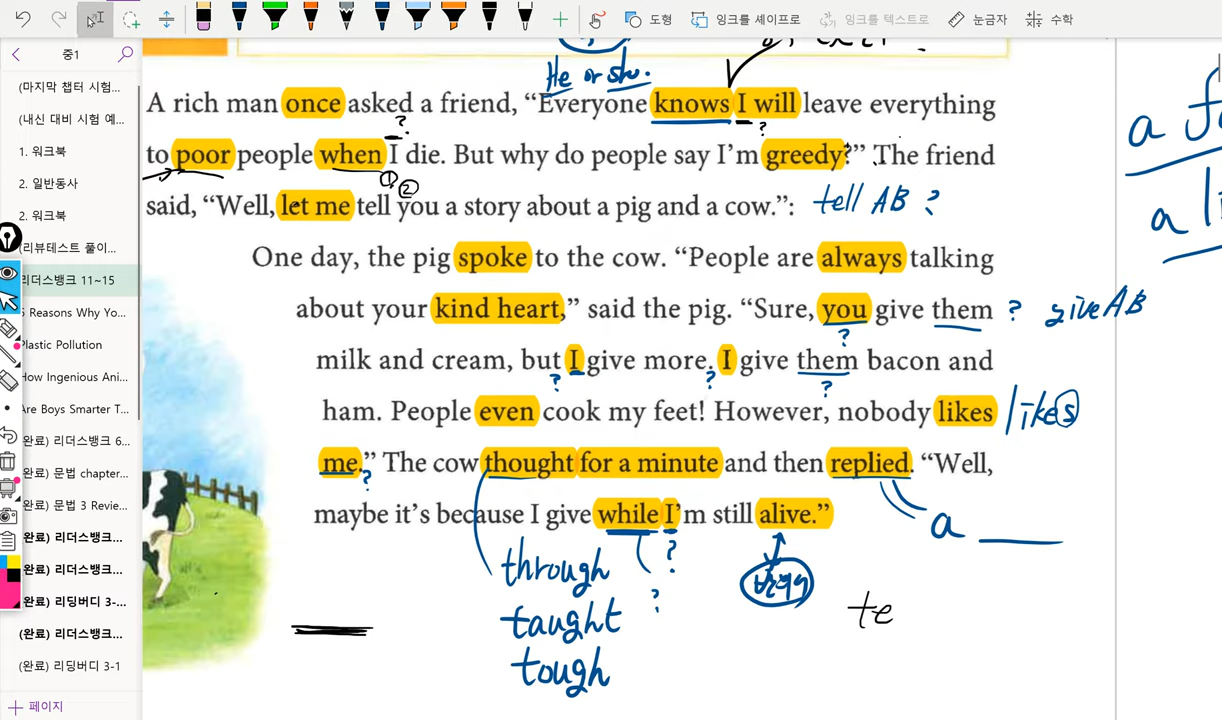 도형
잉크를 셰이프로
잉크를 텍스트로
눈금자
수학
중1
(마지막 챕터 시험...
(내신 대비 시험 예...
1. 워크북
2. 일반동사
2. 워크북
(리뷰테스트 풀이...
리더스뱅크 11~15
Reasons Why Yo...
Plastic Pollution
How Ingenious Ani...
Are Boys Smarter T...
완료) 리더스뱅크 6...
완료) 문법 chapter...
완료) 문법 3 Revie...
완료) 리더스뱅크...
완료) 리더스뱅크...
완료) 리딩버디 3-...
(완료) 리더스뱅크...
(완료) 리딩버디 3-1
페이지
He or she.
A rich man once asked a friend, “Everyone knows I will leave everything
? ?
to poor people when I die. But why do people say I’m greedy?” The friend
① ②
said, “Well, let me tell you a story about a pig and a cow.”: tell AB ?
One day, the pig spoke to the cow. “People are always talking
about your kind heart,” said the pig. “Sure, you give them ? give AB
?
milk and cream, but I give more. I give them bacon and
? ? ?
ham. People even cook my feet! However, nobody likes likes
me.” The cow thought for a minute and then replied. “Well,
?
maybe it’s because I give while I’m still alive.” a
through ?
taught ?
tough
te
a
a